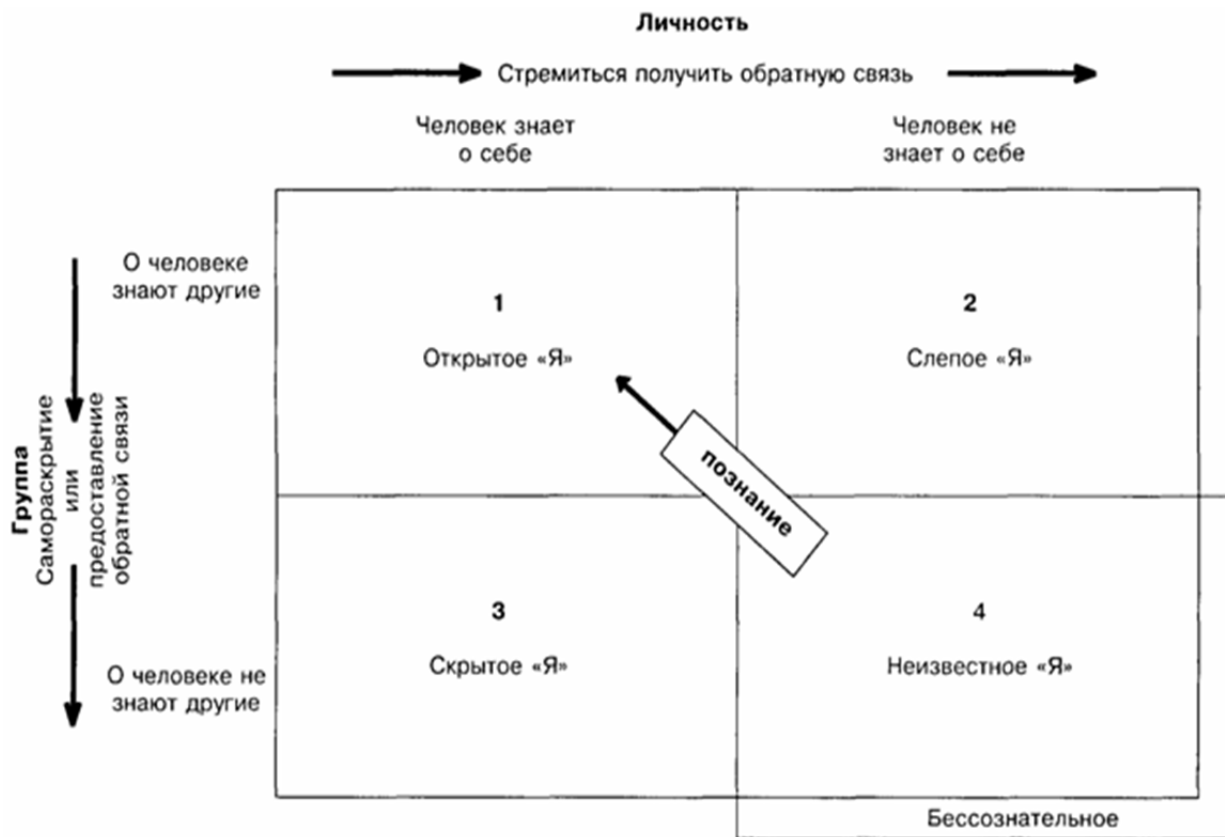 Личность
Стремиться получить обратную связь
Человек знает
о себе
Человек не
знает о себе
О человеке
знают другие
1
Открытое «Я»
2
Слепое «Я»
познание
Группа
Самораскрытие
или
предоставление
обратной связи
3
Скрытое «Я»
4
Неизвестное «Я»
О человеке не
знают другие
Бессознательное